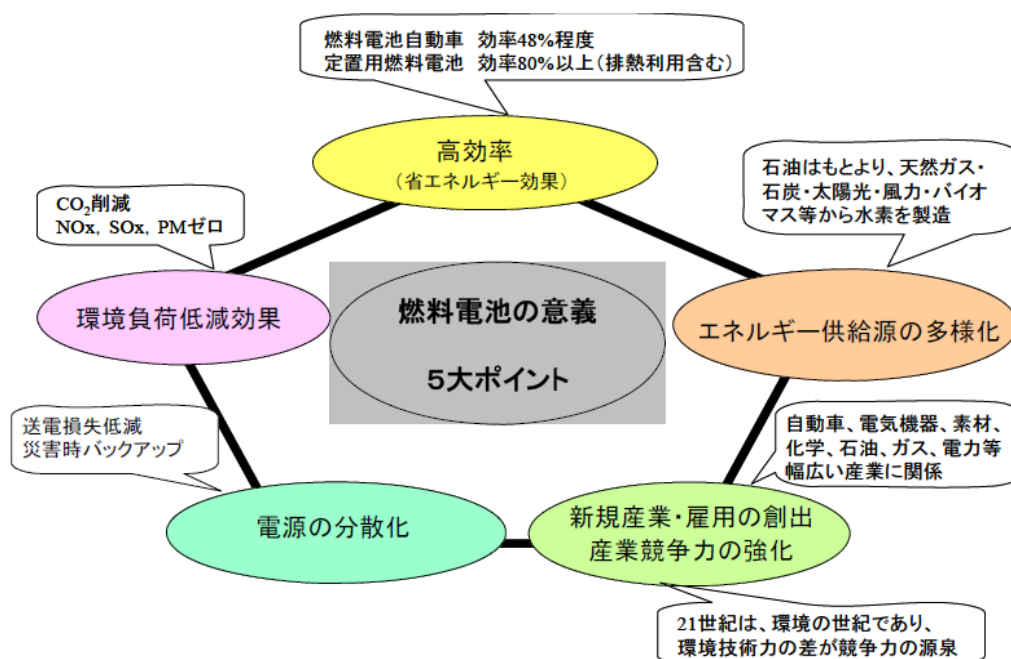 燃料電池自動車 効率48%程度
定置用燃料電池 効率80%以上(排熱利用含む)
高効率
(省エネルギー効果)
石油はもとより、天然ガス・
石炭・太陽光・風力・バイオ
マス等から水素を製造
CO₂削減
NOx, SOx, PMゼロ
環境負荷低減効果
燃料電池の意義
5大ポイント
エネルギー供給源の多様化
送電損失低減
災害時バックアップ
自動車、電気機器、素材、
化学、石油、ガス、電力等
幅広い産業に関係
電源の分散化
新規産業・雇用の創出
産業競争力の強化
21世紀は、環境の世紀であり、
環境技術力の差が競争力の源泉